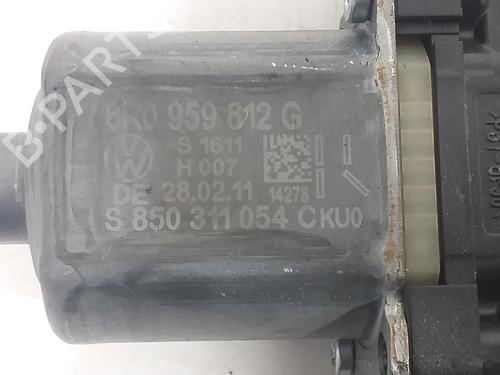 6R0 959 812 G
S 1611
H 007
DE 28.02.11 14278
S 850 311 054 CKU0
B-PARTS